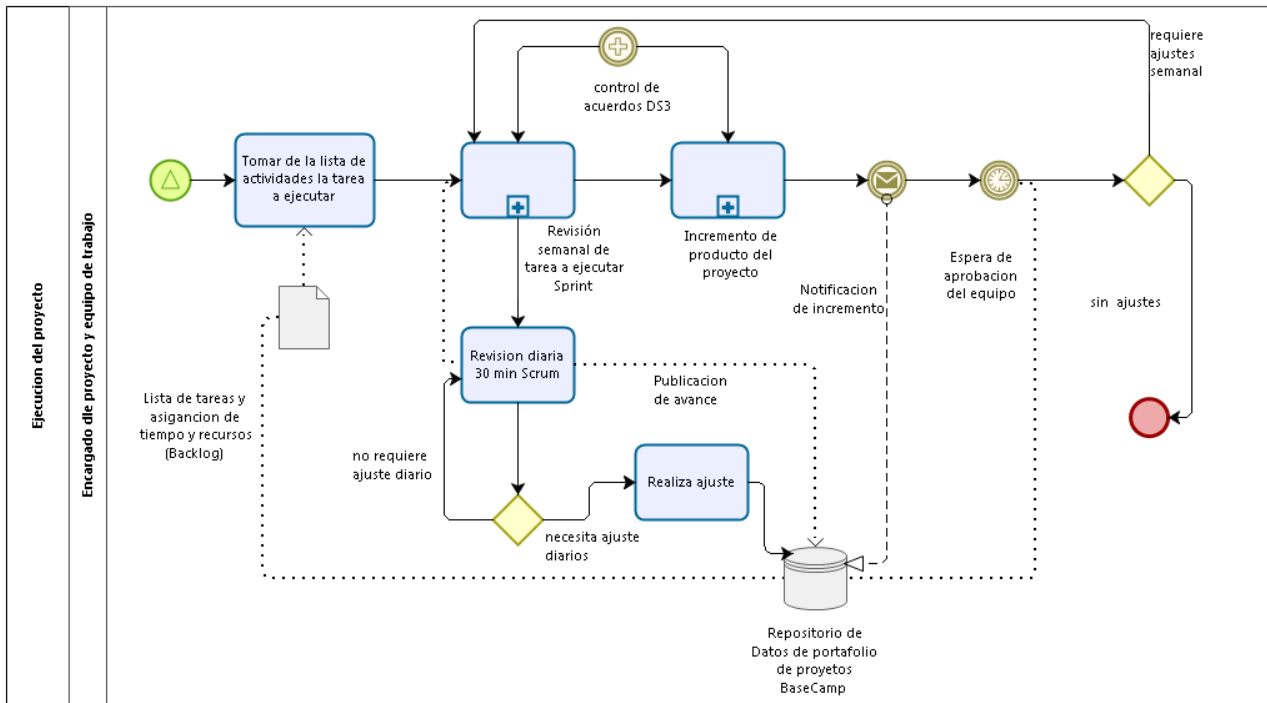 Ejecucion del proyecto
Encargado dle proyecto y equipo de trabajo
requiere
ajustes
semanal
control de
acuerdos DS3
Tomar de la lista de
actividades la tarea
a ejecutar
Revisión
semanal de
tarea a ejecutar
Sprint
Incremento de
producto del
proyecto
Notificacion
de incremento
Espera de
aprobacion
del equipo
sin ajustes
Lista de tareas y
asigancion de
tiempo y recursos
(Backlog)
Revision diaria
30 min Scrum
Publicacion
de avance
no requiere
ajuste diario
Realiza ajuste
necesita ajuste
diarios
Repositorio de
Datos de portafolio
de proyetos
BaseCamp